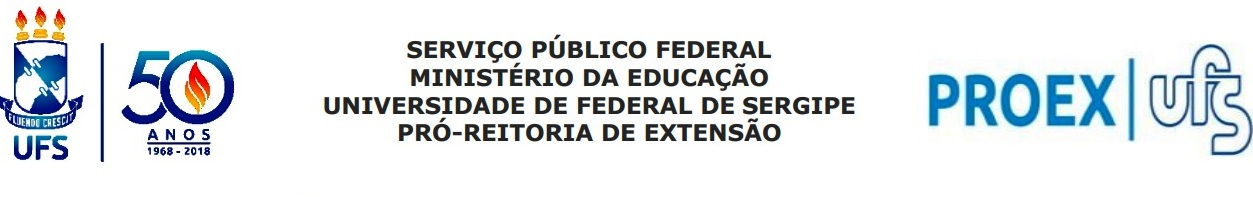 FLUENDO CRESCIT
UFS
50
ANOS
1968 - 2018
SERVIÇO PÚBLICO FEDERAL
MINISTÉRIO DA EDUCAÇÃO
UNIVERSIDADE DE FEDERAL DE SERGIPE
PRÓ-REITORIA DE EXTENSÃO
PROEX
ufs